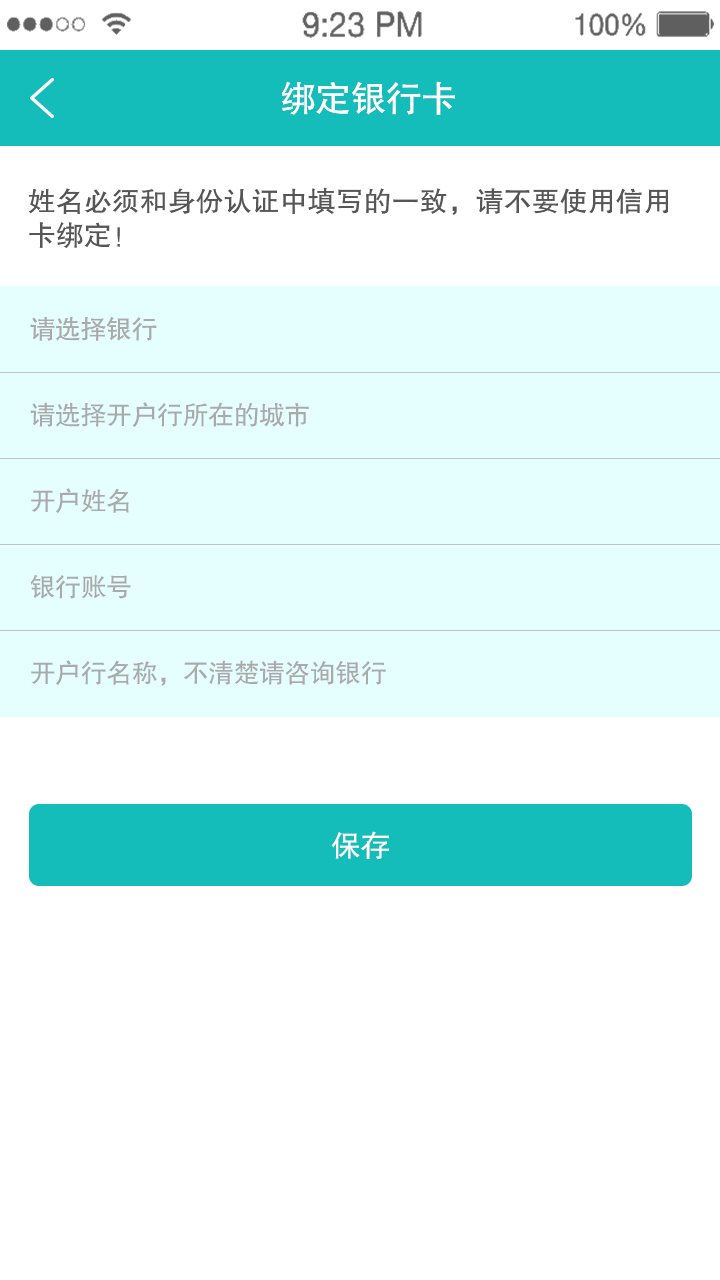 9:23 PM 100%
绑定银行卡
姓名必须和身份认证中填写的一致，请不要使用信用
卡绑定！
请选择银行
请选择开户行所在的城市
开户姓名
银行账号
开户行名称，不清楚请咨询银行
保存